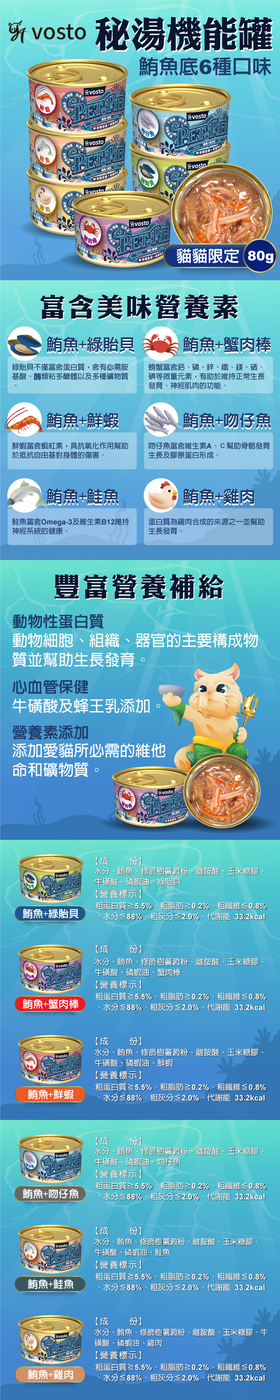 vosto
秘湯機能罐
鮪魚底6種口味
貓貓限定 80g
富含美味營養素
鮪魚+綠貽貝
綠貽貝不僅富含蛋白質，含有必需胺
基酸、醣類粘多醣體以及多種礦物質
。
鮪魚+蟹肉棒
螃蟹富含鈣、磷、鋅、鐵、鎂、硒、
碘等微量元素，有助於維持正常生長
發育、神經肌肉的功能。
鮪魚+鮮蝦
鮮蝦富含蝦紅素，具抗氧化作用幫助
於抵抗自由基對身體的傷害。
鮪魚+吻仔魚
吻仔魚富含維生素A、C幫助骨骼發育
生長及膠原蛋白形成。
鮪魚+鮭魚
鮭魚富含Omega-3及維生素B12維持
神經系統的健康。
鮪魚+雞肉
蛋白質為雞肉合成的來源之一並幫助
生長發育。
豐富營養補給
動物性蛋白質
動物細胞、組織、器官的主要構成物
質並幫助生長發育。
心血管保健
牛磺酸及蜂王乳添加。
營養素添加
添加愛貓所必需的維他
命和礦物質。
鮪魚+綠貽貝
【成　　份】
水分、鮪魚、修飾樹薯澱粉、離胺酸、玉米糖膠、
牛磺酸、磷蝦油、綠貽貝
【營養標示】
粗蛋白質≧5.5%、粗脂肪≧0.2%、粗纖維≦0.8%
、水分≦88%、粗灰分≦2.0%、代謝能 33.2kcal
鮪魚+蟹肉棒
【成　　份】
水分、鮪魚、修飾樹薯澱粉、離胺酸、玉米糖膠、
牛磺酸、磷蝦油、蟹肉棒
【營養標示】
粗蛋白質≧5.5%、粗脂肪≧0.2%、粗纖維≦0.8%
、水分≦88%、粗灰分≦2.0%、代謝能 33.2kcal
鮪魚+鮮蝦
【成　　份】
水分、鮪魚、修飾樹薯澱粉、離胺酸、玉米糖膠、
牛磺酸、磷蝦油、鮮蝦
【營養標示】
粗蛋白質≧5.5%、粗脂肪≧0.2%、粗纖維≦0.8%
、水分≦88%、粗灰分≦2.0%、代謝能 33.2kcal
鮪魚+吻仔魚
【成　　份】
水分、鮪魚、修飾樹薯澱粉、離胺酸、玉米糖膠、
牛磺酸、磷蝦油、吻仔魚
【營養標示】
粗蛋白質≧5.5%、粗脂肪≧0.2%、粗纖維≦0.8%
、水分≦88%、粗灰分≦2.0%、代謝能 33.2kcal
鮪魚+鮭魚
【成　　份】
水分、鮪魚、修飾樹薯澱粉、離胺酸、玉米糖膠、
牛磺酸、磷蝦油、鮭魚
【營養標示】
粗蛋白質≧5.5%、粗脂肪≧0.2%、粗纖維≦0.8%
、水分≦88%、粗灰分≦2.0%、代謝能 33.2kcal
鮪魚+雞肉
【成　　份】
水分、鮪魚、修飾樹薯澱粉、離胺酸、玉米糖膠、牛
磺酸、磷蝦油、雞肉
【營養標示】
粗蛋白質≧5.5%、粗脂肪≧0.2%、粗纖維≦0.8%
、水分≦88%、粗灰分≦2.0%、代謝能 33.2kcal